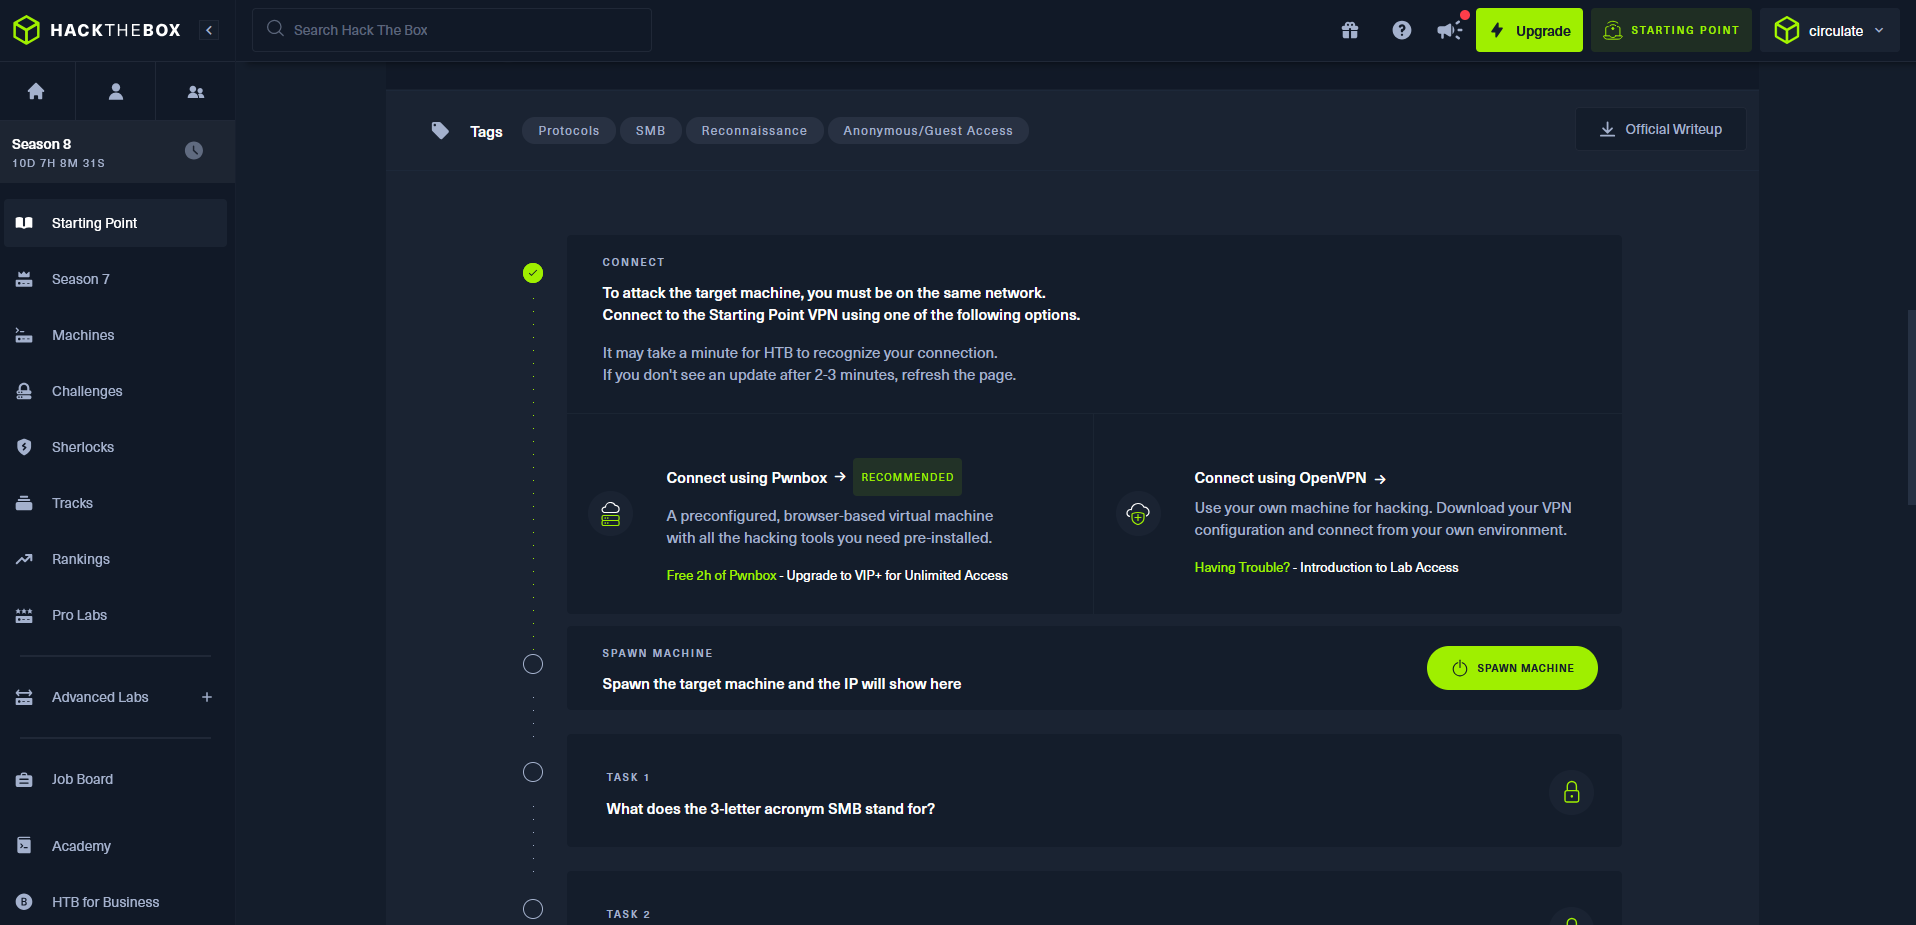 HACKTHEBOX
Search Hack The Box
Upgrade
STARTING POINT
circulate
Season 8
10D 7H 8M 31S
Starting Point
Season 7
Machines
Challenges
Sherlocks
Tracks
Rankings
Pro Labs
Advanced Labs
Job Board
Academy
HTB for Business
Tags
Protocols
SMB
Reconnaissance
Anonymous/Guest Access
Official Writeup
CONNECT
To attack the target machine, you must be on the same network.
Connect to the Starting Point VPN using one of the following options.
It may take a minute for HTB to recognize your connection.
If you don't see an update after 2-3 minutes, refresh the page.
Connect using Pwnbox → RECOMMENDED
A preconfigured, browser-based virtual machine
with all the hacking tools you need pre-installed.
Free 2h of Pwnbox - Upgrade to VIP+ for Unlimited Access
Connect using OpenVPN →
Use your own machine for hacking. Download your VPN
configuration and connect from your own environment.
Having Trouble? - Introduction to Lab Access
SPAWN MACHINE
Spawn the target machine and the IP will show here
SPAWN MACHINE
TASK 1
What does the 3-letter acronym SMB stand for?
TASK 2